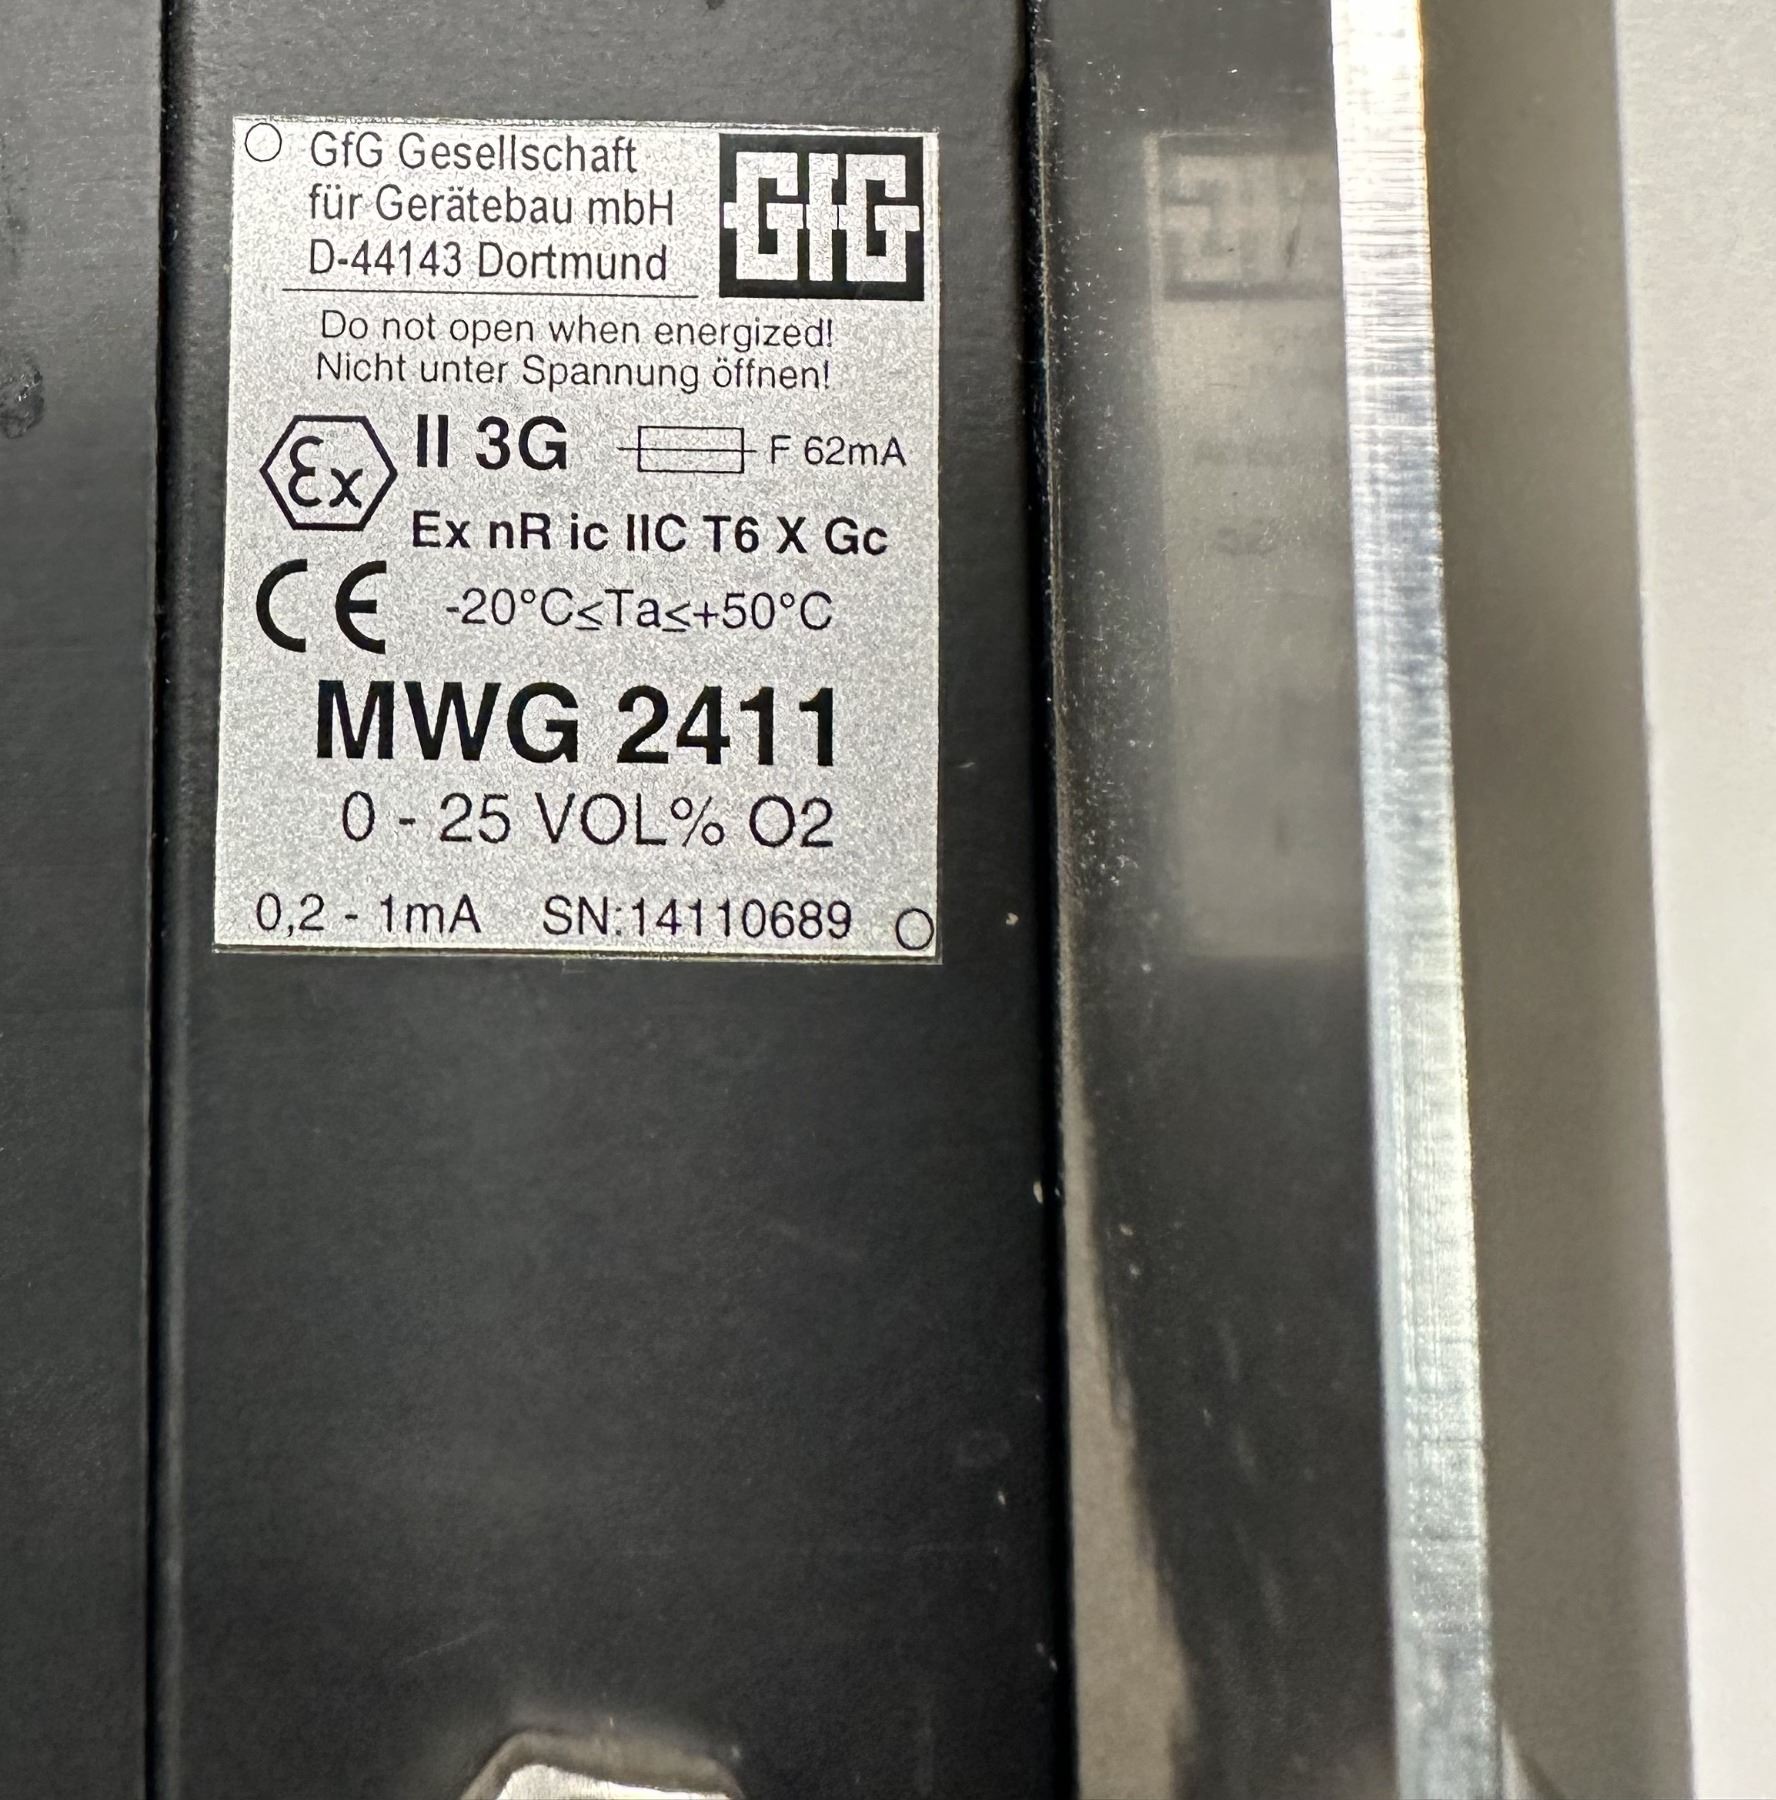 GfG Gesellschaft
für Gerätebau mbH
D-44143 Dortmund
GfG
Do not open when energized!
Nicht unter Spannung öffnen!
Ex II 3G F 62mA
Ex nR ic IIC T6 X Gc
CE -20°C≤Ta≤+50°C
MWG 2411
0 - 25 VOL% O2
0,2 - 1mA SN:14110689